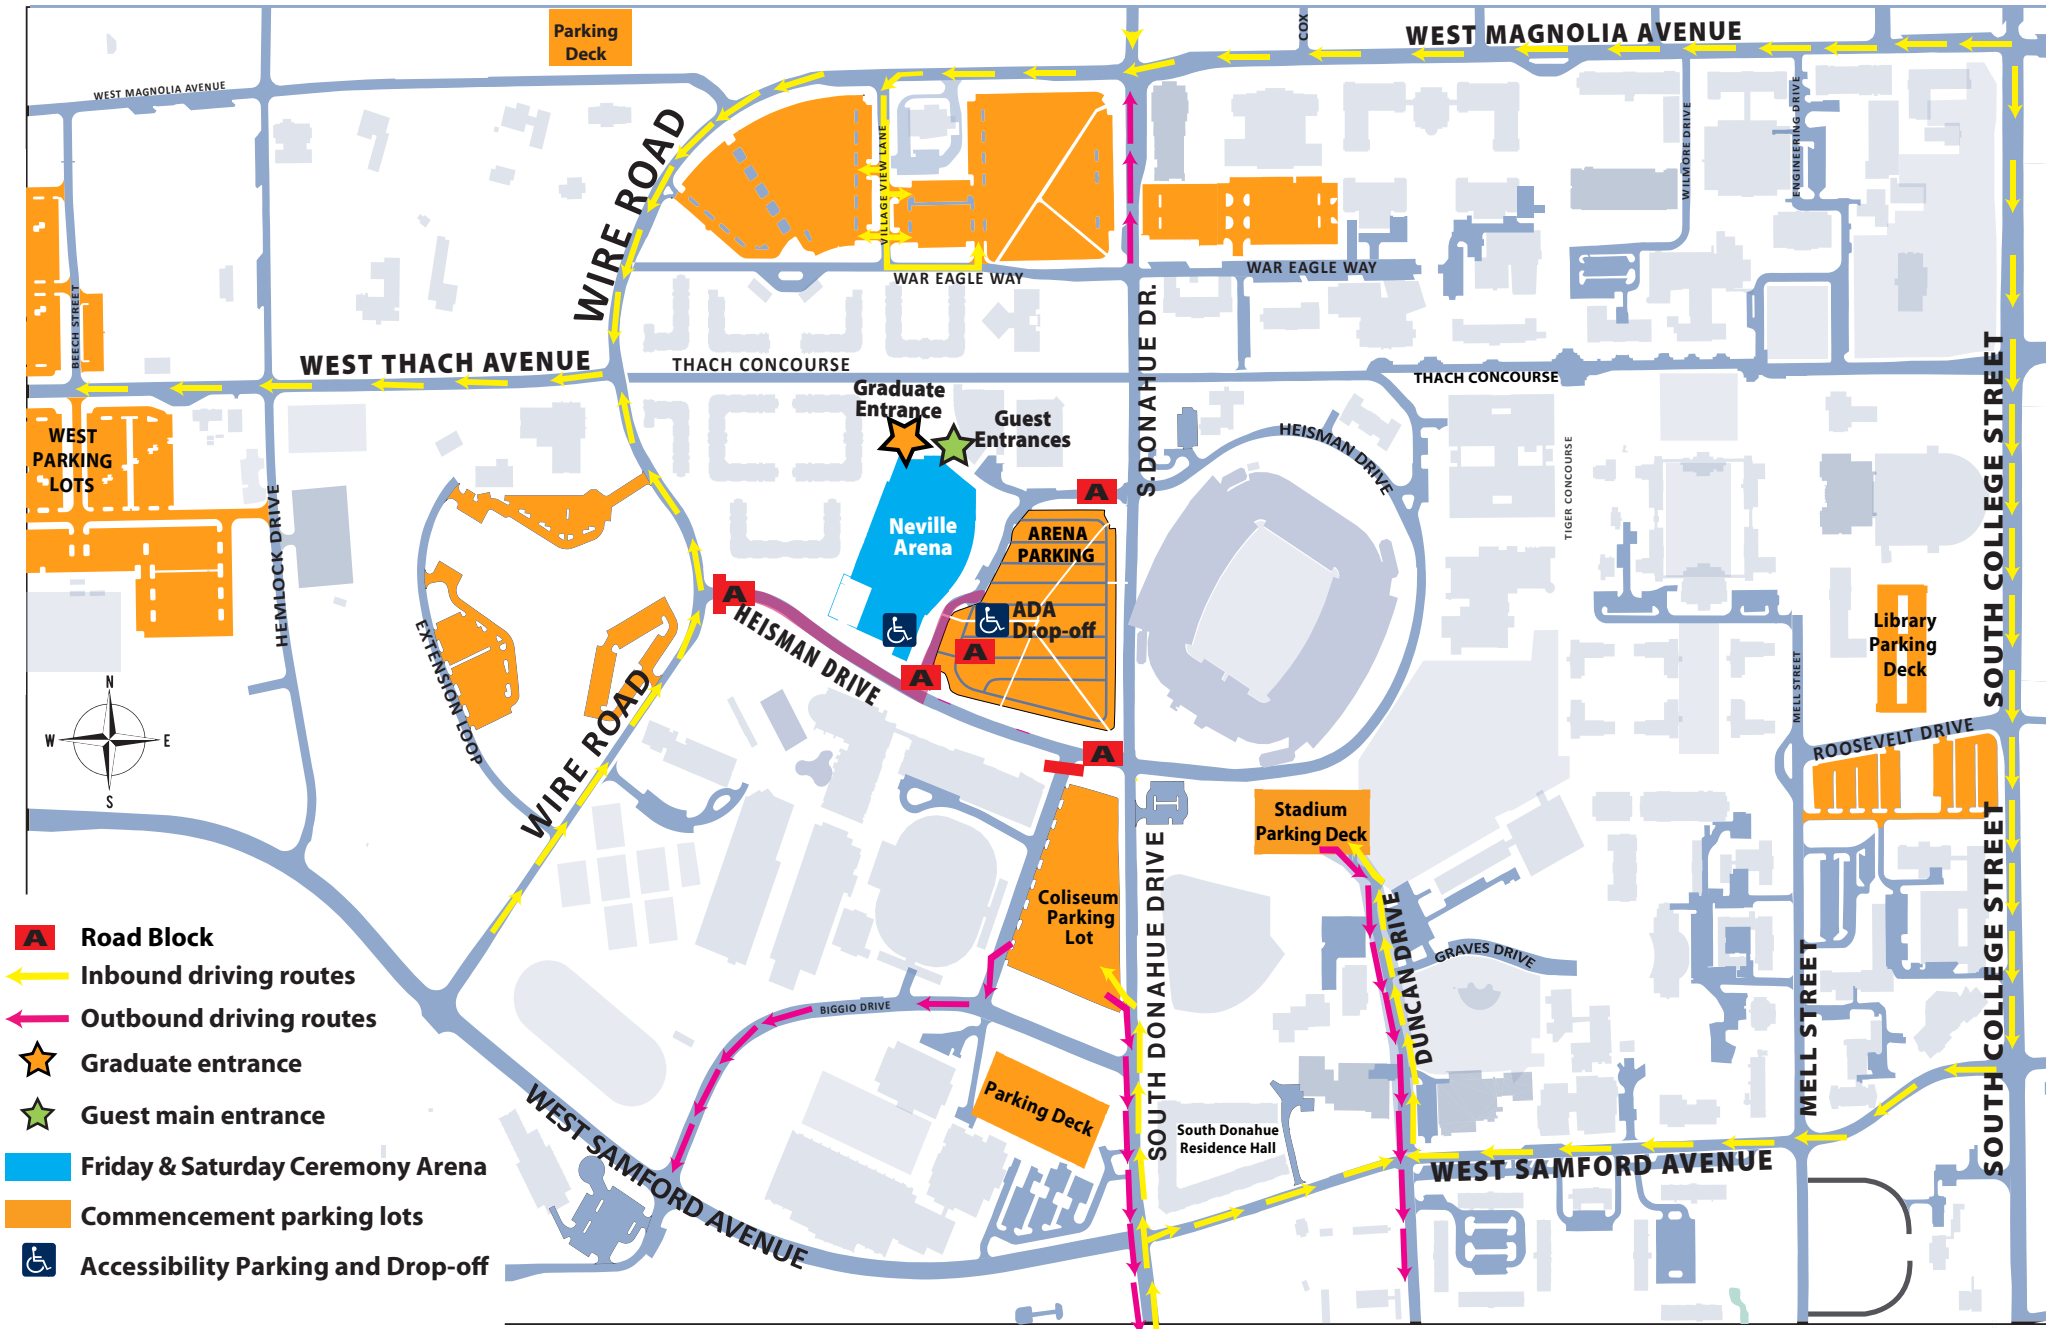 Parking
Deck
COX
WEST MAGNOLIA AVENUE
WEST MAGNOLIA AVENUE
WIRE ROAD
VILLAGE VIEW LANE
WILMORE DRIVE
ENGINEERING DRIVE
WAR EAGLE WAY
WAR EAGLE WAY
BEECH STREET
S.DONAHUE DR.
WEST THACH AVENUE
THACH CONCOURSE
THACH CONCOURSE
Graduate
Entrance
Guest
Entrances
HEISMAN DRIVE
TIGER CONCOURSE
SOUTH COLLEGE STREET
WEST
PARKING
LOTS
HEMLOCK DRIVE
A
Neville
Arena
ARENA
PARKING
A
HEISMAN DRIVE
ADA
Drop-off
A
A
EXTENSION LOOP
WIRE ROAD
MELL STREET
Library
Parking
Deck
ROOSEVELT DRIVE
N
W
E
S
A
Stadium
Parking Deck
Coliseum
Parking
Lot
SOUTH DONAHUE DRIVE
DUNCAN DRIVE
GRAVES DRIVE
MELL STREET
SOUTH COLLEGE STREET
BIGGIO DRIVE
Parking Deck
South Donahue
Residence Hall
WEST SAMFORD AVENUE
WEST SAMFORD AVENUE
A Road Block
Inbound driving routes
Outbound driving routes
Graduate entrance
Guest main entrance
Friday & Saturday Ceremony Arena
Commencement parking lots
Accessibility Parking and Drop-off